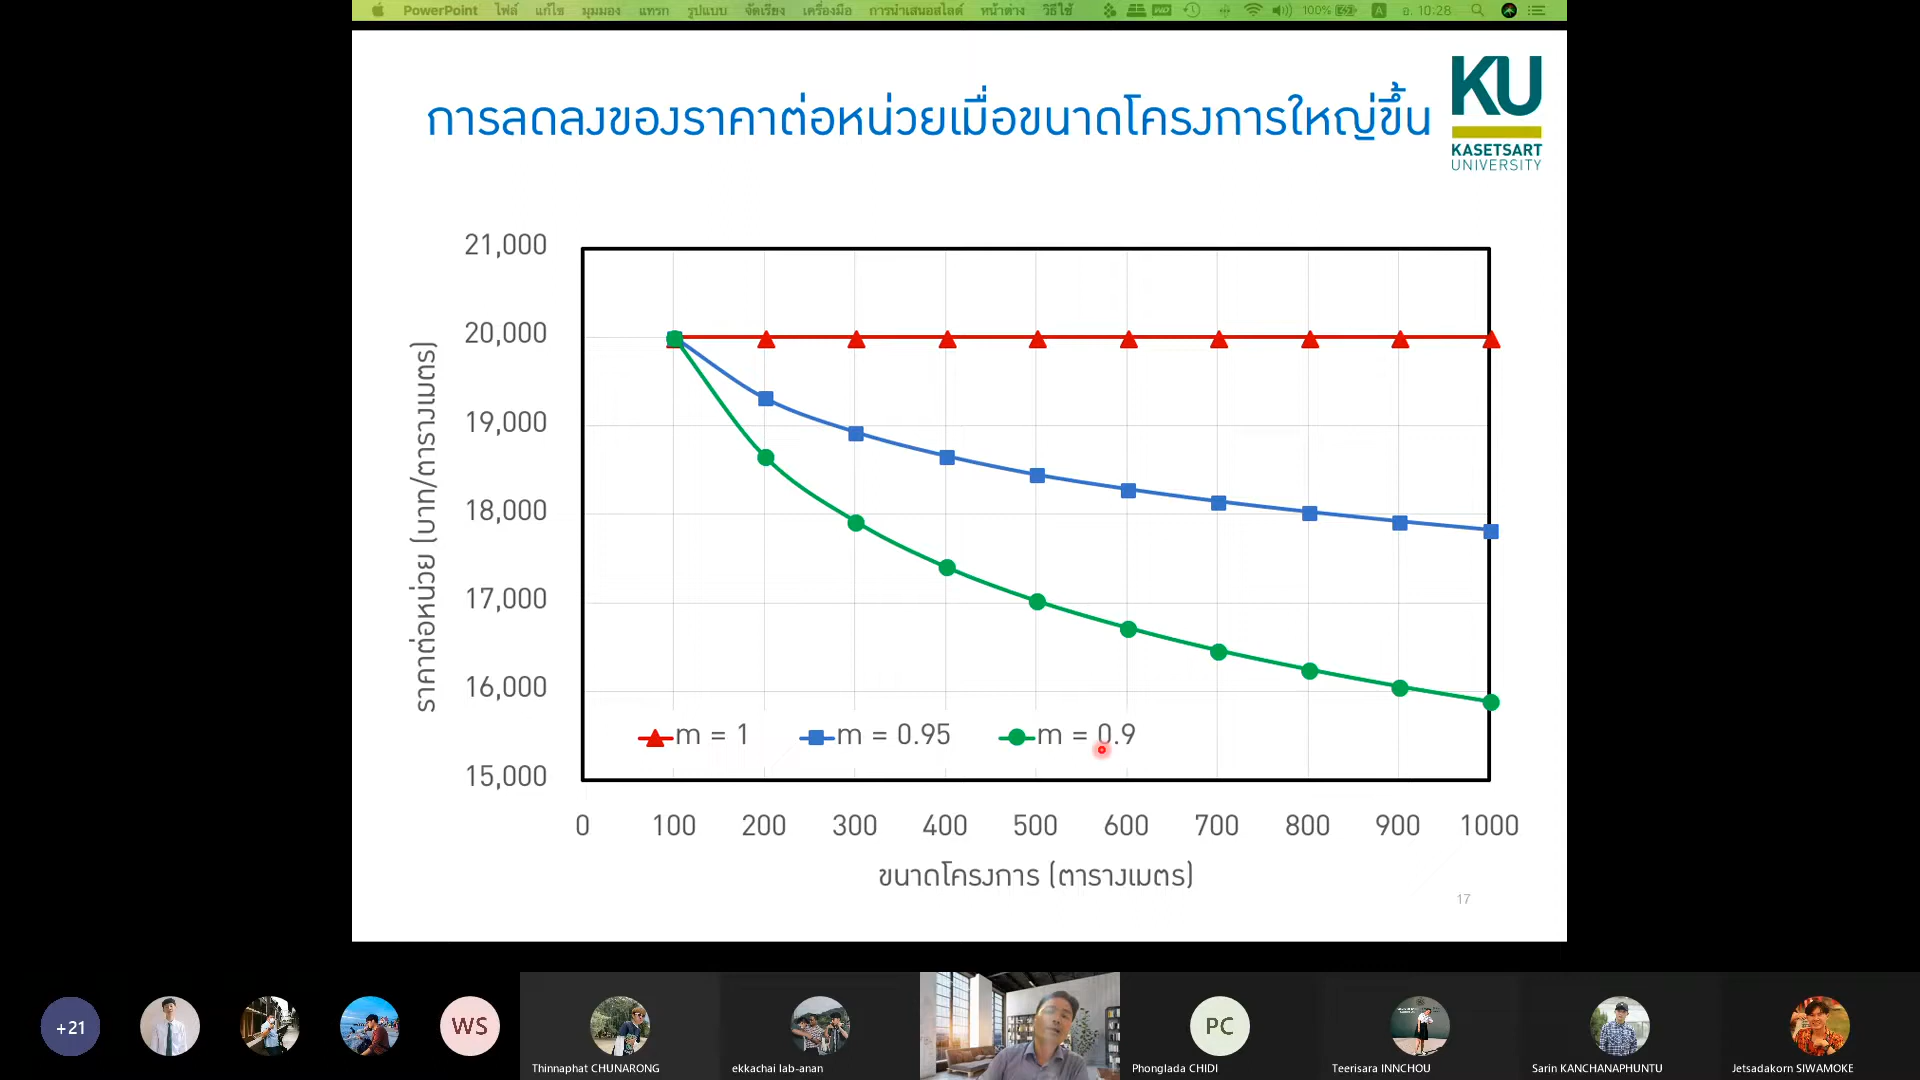 PowerPoint ไฟล์ แก้ไข มุมมอง แทรก รูปแบบ จัดเรียง เครื่องมือ การนำเสนอสไลด์ หน้าต่าง วิธีใช้ 100% A อ. 10:28
การลดลงของราคาต่อหน่วยเมื่อขนาดโครงการใหญ่ขึ้น
KU
KASETSART
UNIVERSITY
ราคาต่อหน่วย (บาท/ตารางเมตร)
21,000
20,000
19,000
18,000
17,000
16,000
15,000
m = 1 m = 0.95 m = 0.9
0 100 200 300 400 500 600 700 800 900 1000
ขนาดโครงการ (ตารางเมตร)
17
+21 WS PC
Thinnaphat CHUNARONG ekkachai lab-anan Phonglada CHIDI Teerisara INNCHOU Sarin KANCHANAPHUNTU Jetsadakorn SIWAMOKE